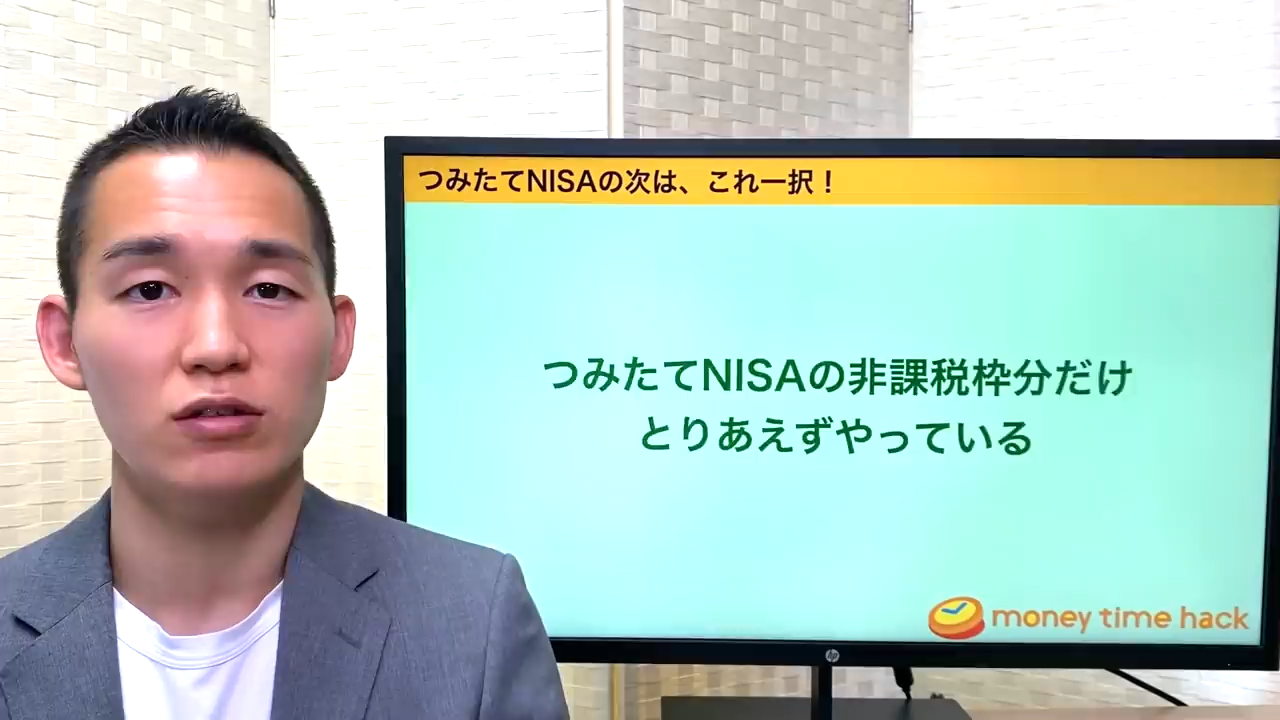 つみたてNISAの次は、これ一択！
つみたてNISAの非課税枠分だけ
とりあえずやっている
money time hack
hp